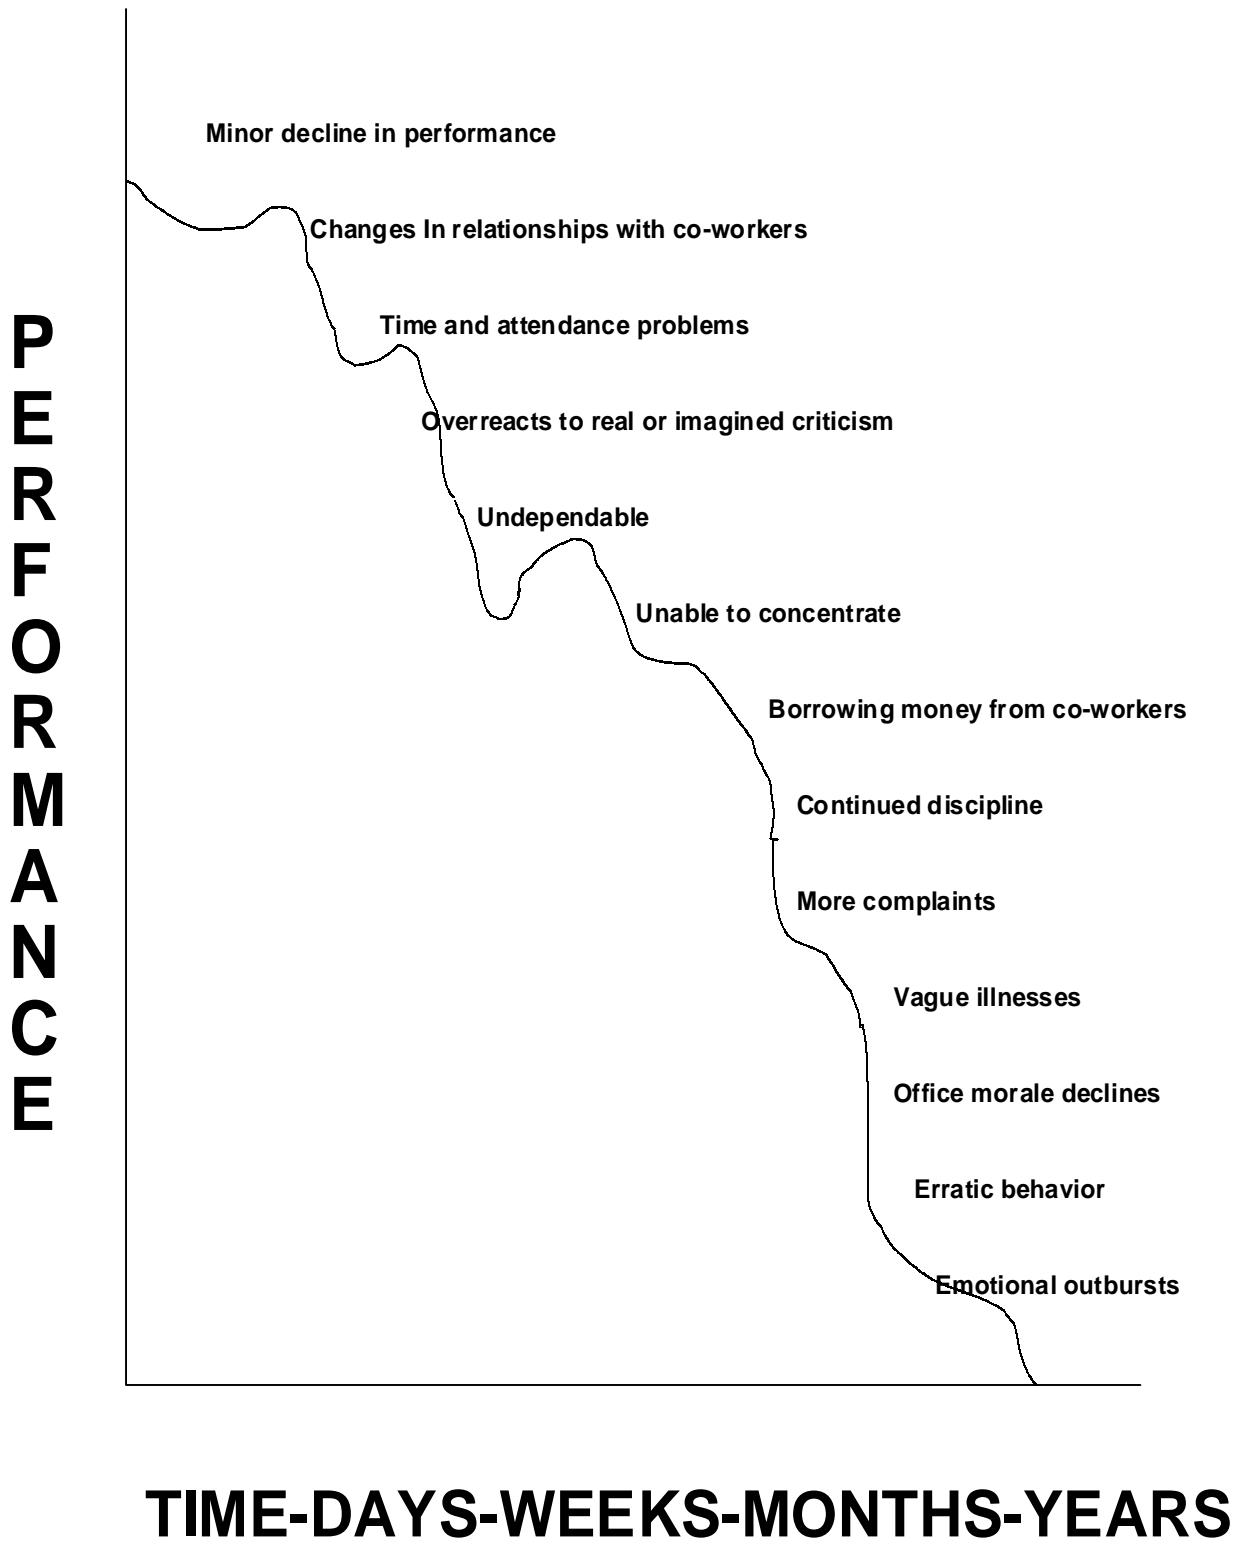 Minor decline in performance
Changes In relationships with co-workers
Time and attendance problems
Overreacts to real or imagined criticism
Undependable
Unable to concentrate
Borrowing money from co-workers
Continued discipline
More complaints
Vague illnesses
Office morale declines
Erratic behavior
Emotional outbursts
PERFORMANCE
TIME-DAYS-WEEKS-MONTHS-YEARS